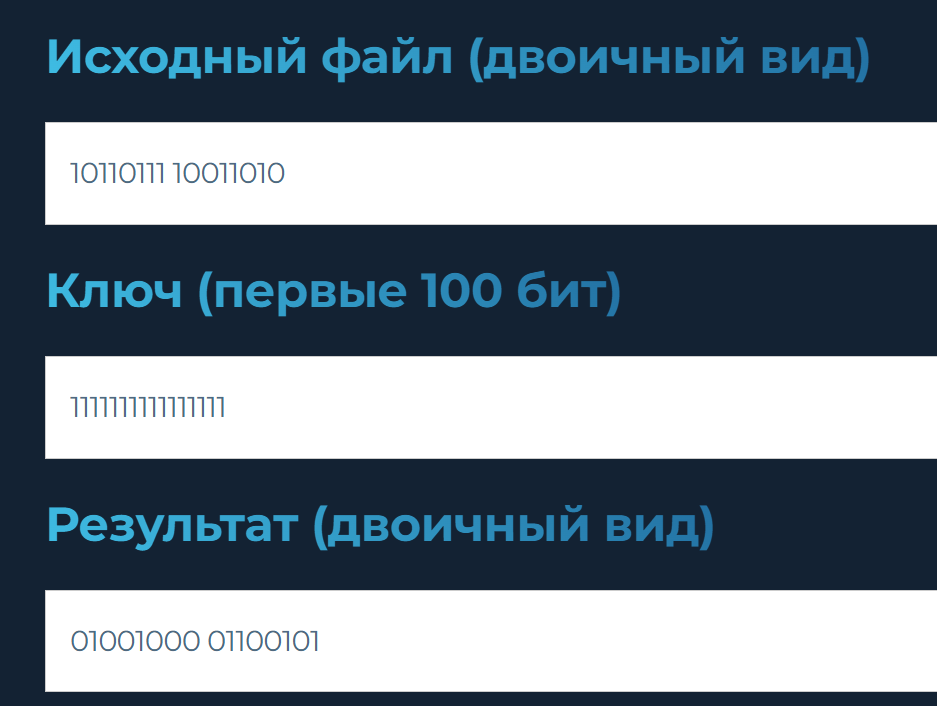 Исходный файл (двоичный вид)
10110111 10011010
Ключ (первые 100 бит)
1111111111111111
Результат (двоичный вид)
01001000 01100101